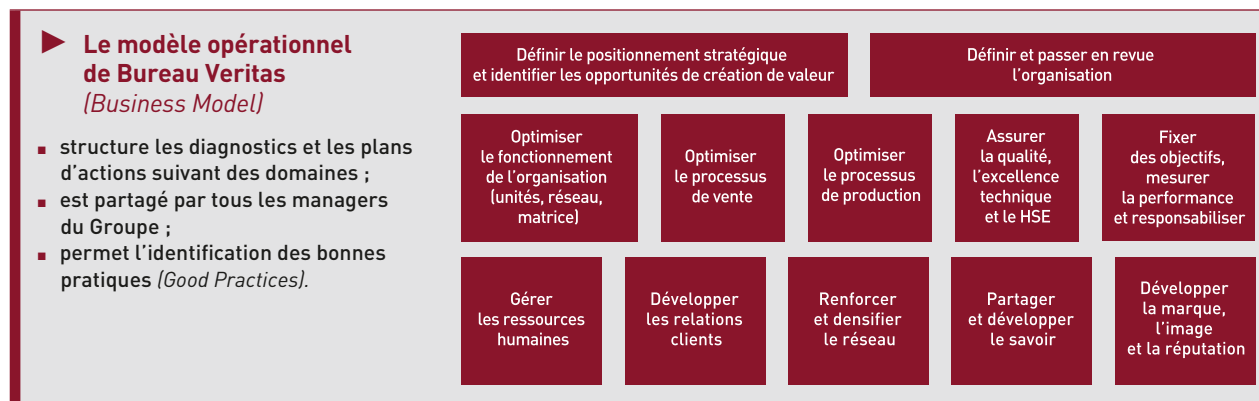 ► Le modèle opérationnel
de Bureau Veritas
(Business Model)
▪ structure les diagnostics et les plans
d’actions suivant des domaines ;
▪ est partagé par tous les managers
du Groupe ;
▪ permet l’identification des bonnes
pratiques (Good Practices).
Définir le positionnement stratégique
et identifier les opportunités de création de valeur
Définir et passer en revue
l’organisation
Optimiser
le fonctionnement
de l’organisation
(unités, réseau,
matrice)
Optimiser
le processus
de vente
Optimiser
le processus
de production
Assurer
la qualité,
l’excellence
technique
et le HSE
Fixer
des objectifs,
mesurer
la performance
et responsabiliser
Gérer
les ressources
humaines
Développer
les relations
clients
Renforcer
et densifier
le réseau
Partager
et développer
le savoir
Développer
la marque,
l’image
et la réputation